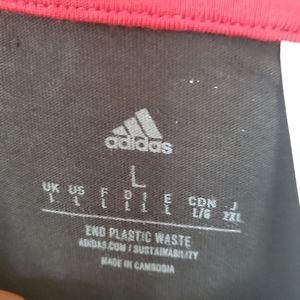 adidas
L
UK US F D I E CDN J
L L L L L L L/G 2XL
END PLASTIC WASTE
ADIDAS.COM / SUSTAINABILITY
MADE IN CAMBODIA